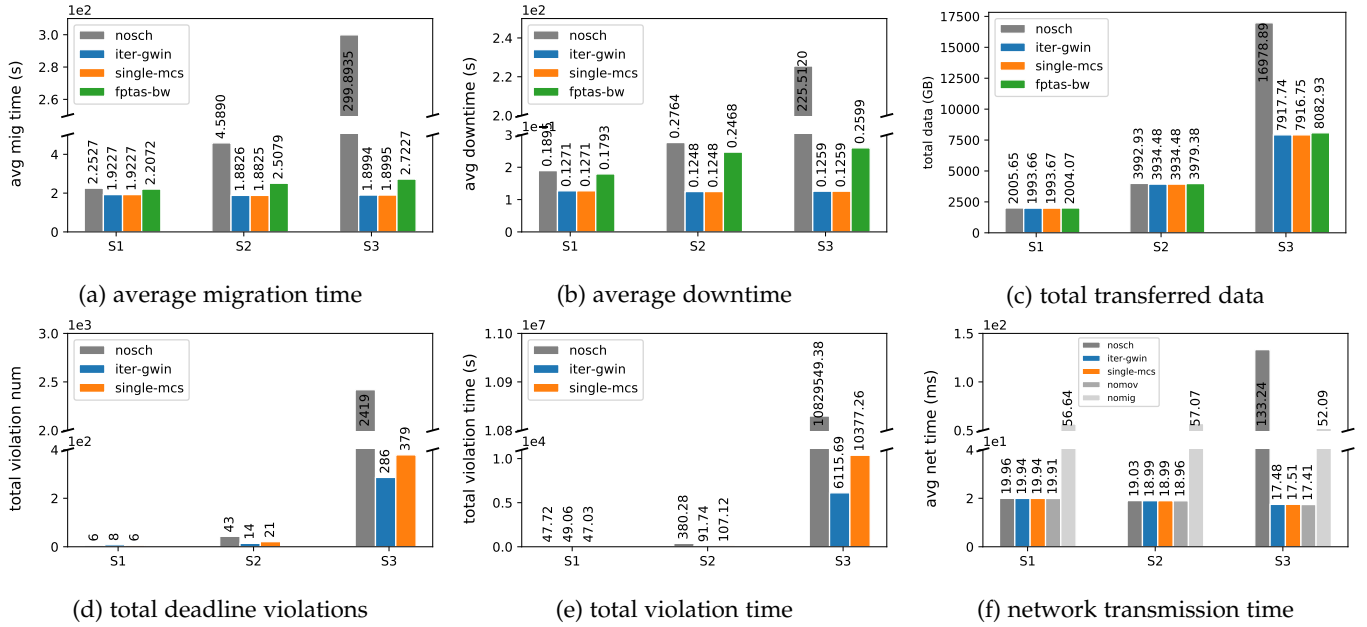 1e2
3.0
2.8
2.6
4
2
0
avg mig time (s)
nosch
iter-gwin
single-mcs
fptas-bw
2.2527
1.9227
1.9227
2.2072
4.5890
1.8826
1.8825
2.5079
299.8935
1.8994
1.8995
2.7227
S1
S2
S3
(a) average migration time
1e2
2.4
2.2
2.0
1e-1
3
2
1
0
avg downtime (s)
nosch
iter-gwin
single-mcs
fptas-bw
0.1895
0.1271
0.1271
0.1793
0.2764
0.1248
0.1248
0.2468
225.5120
0.1259
0.1259
0.2599
S1
S2
S3
(b) average downtime
17500
15000
12500
10000
7500
5000
2500
0
total data (GB)
nosch
iter-gwin
single-mcs
fptas-bw
2005.65
1993.66
1993.67
2004.07
3992.93
3934.48
3934.48
3979.38
16978.89
7917.74
7916.75
8082.93
S1
S2
S3
(c) total transferred data
1e3
3.0
2.5
2.0
1e2
4
2
0
total violation num
nosch
iter-gwin
single-mcs
6
8
6
43
14
21
2419
286
379
S1
S2
S3
(d) total deadline violations
1e7
1.10
1.09
1.08
1e4
1.0
0.5
0.0
total violation time (s)
nosch
iter-gwin
single-mcs
47.72
49.06
47.03
380.28
91.74
107.12
10829549.38
6115.69
10377.26
S1
S2
S3
(e) total violation time
1e2
1.5
1.0
0.5
1e1
4
2
0
avg net time (ms)
nosch
iter-gwin
single-mcs
nomov
nomig
19.96
19.94
19.94
19.91
56.64
19.03
18.99
18.99
18.96
57.07
133.24
17.48
17.51
17.41
52.09
S1
S2
S3
(f) network transmission time